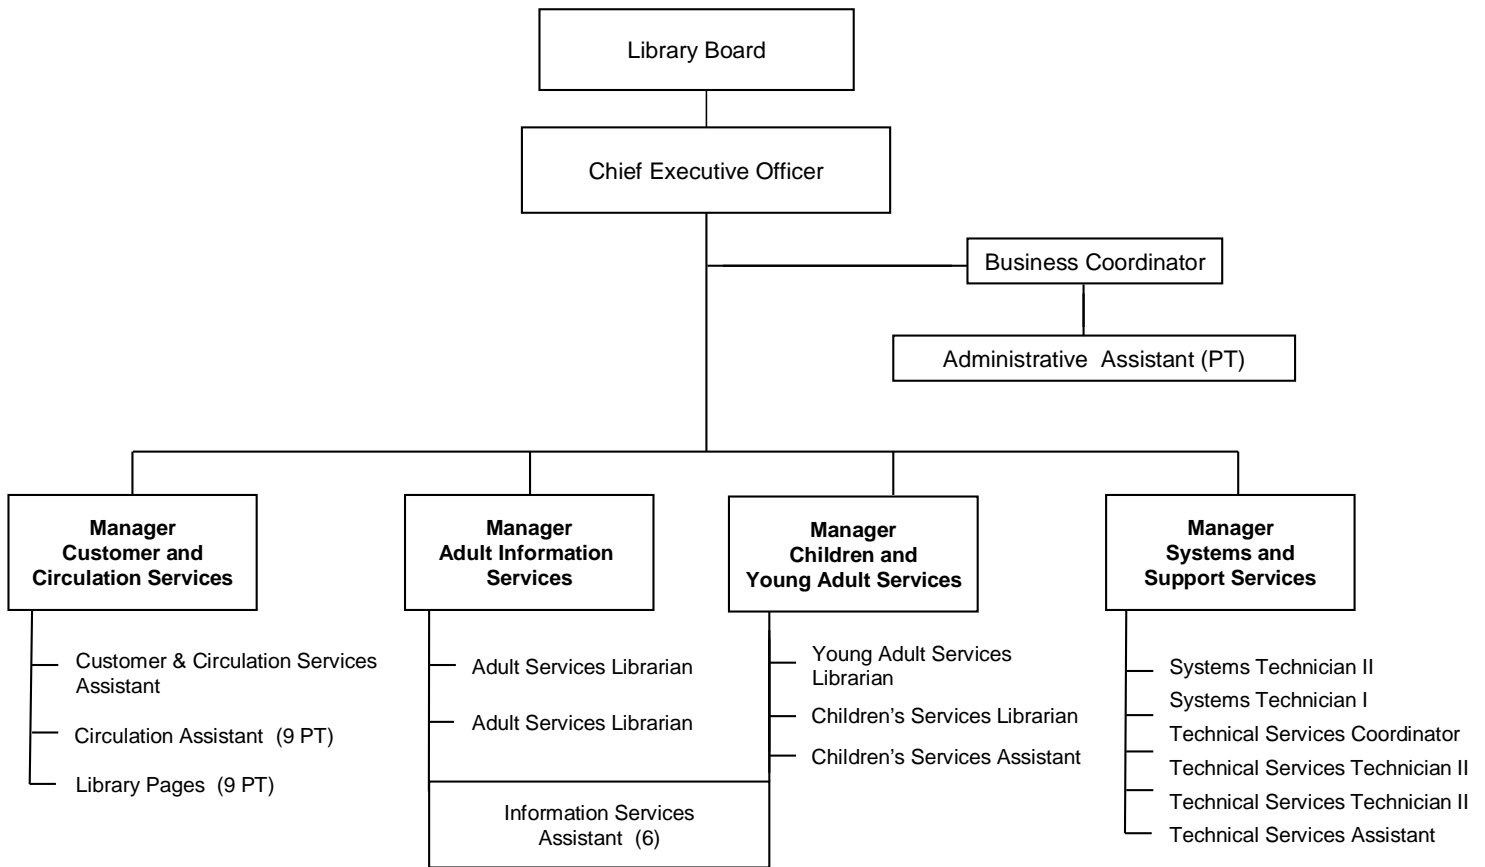 Library Board
Chief Executive Officer
Business Coordinator
Administrative Assistant (PT)
Manager
Customer and
Circulation Services
Customer & Circulation Services
Assistant
Circulation Assistant (9 PT)
Library Pages (9 PT)
Manager
Adult Information
Services
Adult Services Librarian
Adult Services Librarian
Information Services
Assistant (6)
Manager
Children and
Young Adult Services
Young Adult Services
Librarian
Children’s Services Librarian
Children’s Services Assistant
Manager
Systems and
Support Services
Systems Technician II
Systems Technician I
Technical Services Coordinator
Technical Services Technician II
Technical Services Technician II
Technical Services Assistant